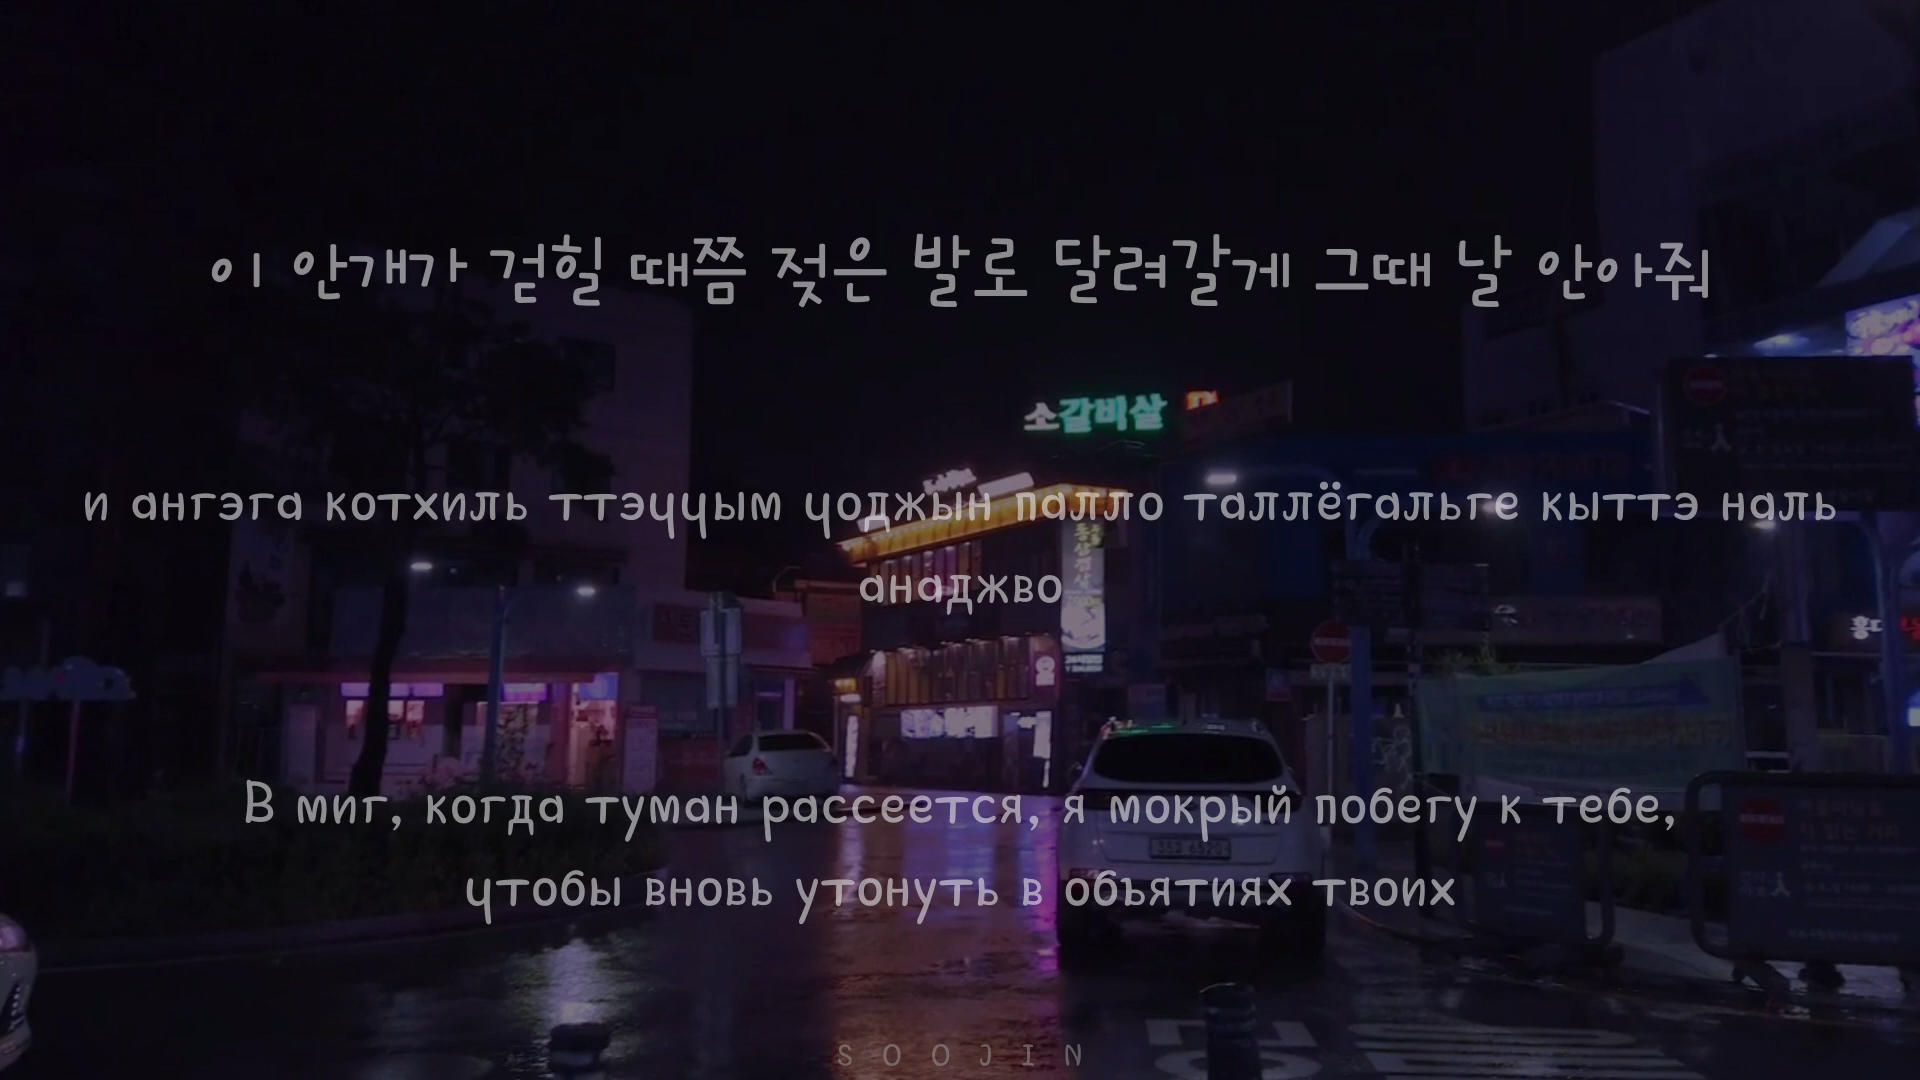 이 안개가 걷힐 때쯤 젖은 발로 달려갈게 그때 날 안아줘
소갈비살
и ангэга котхиль ттэччым чоджын палло таллёгальге кыттэ наль
анаджво
В миг, когда туман рассеется, я мокрый побегу к тебе,
чтобы вновь утонуть в объятиях твоих
SOOJIN